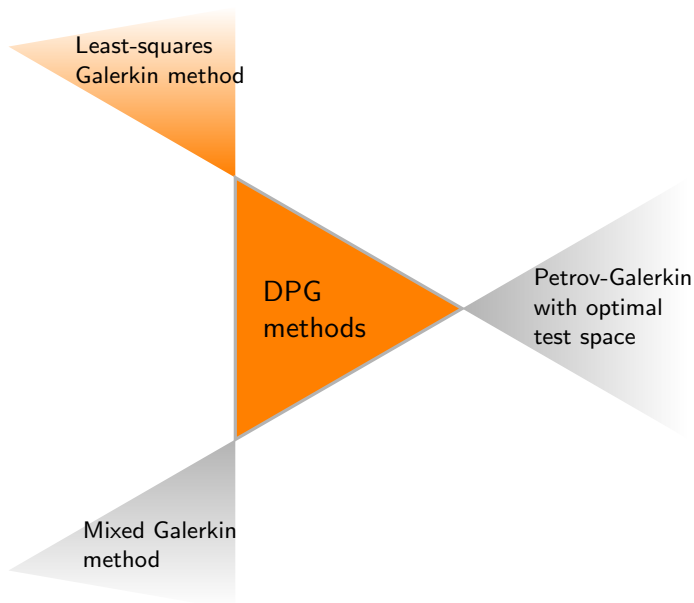 Least-squares
Galerkin method
DPG
methods
Petrov-Galerkin
with optimal
test space
Mixed Galerkin
method